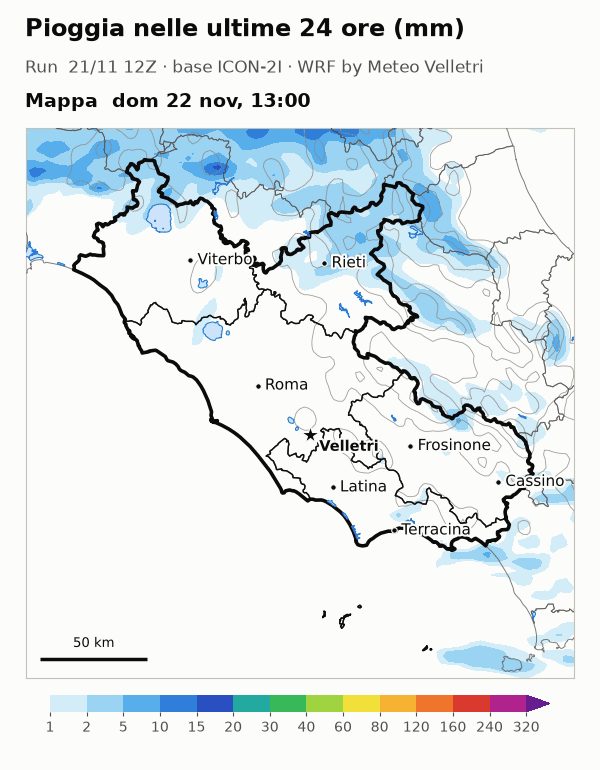 Pioggia nelle ultime 24 ore (mm)
Run 21/11 12Z · base ICON-2I · WRF by Meteo Velletri
Mappa dom 22 nov, 13:00
Viterbo
Rieti
Roma
Velletri
Frosinone
Latina
Cassino
Terracina
50 km
1 2 5 10 15 20 30 40 60 80 120 160 240 320